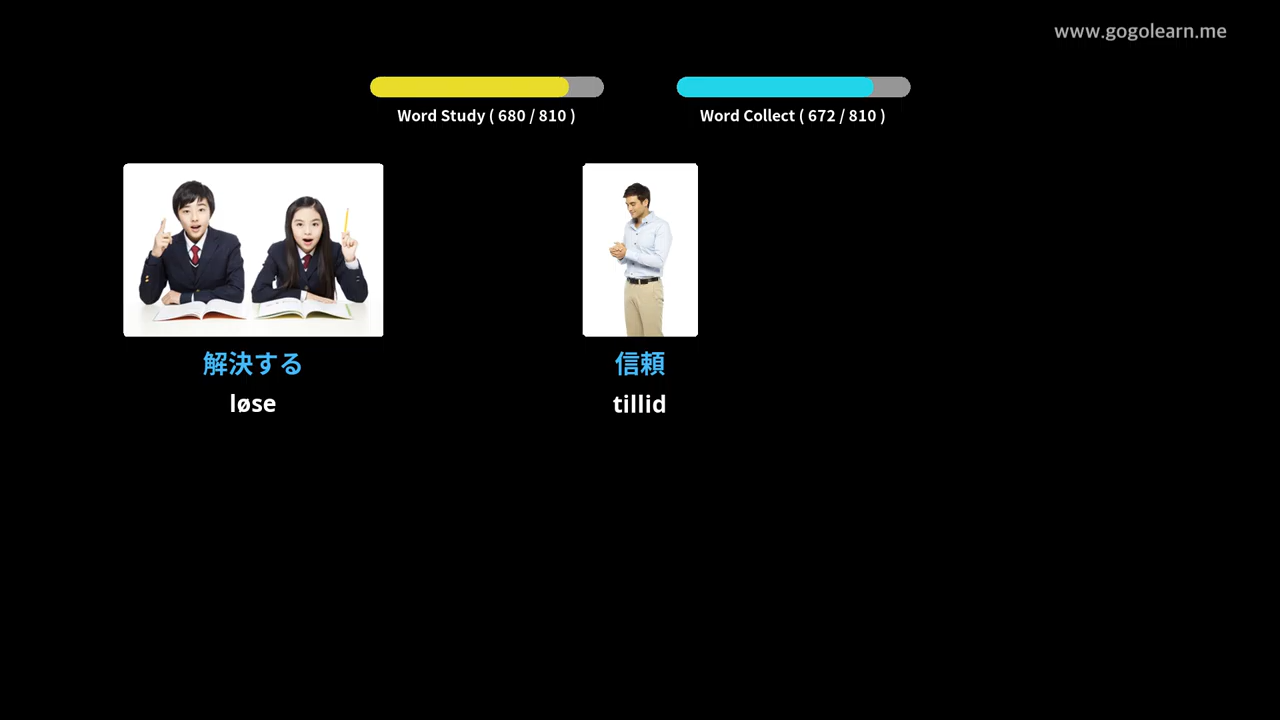 www.gogolearn.me
Word Study ( 680 / 810 )
Word Collect ( 672 / 810 )
解決する
løse
信頼
tillid